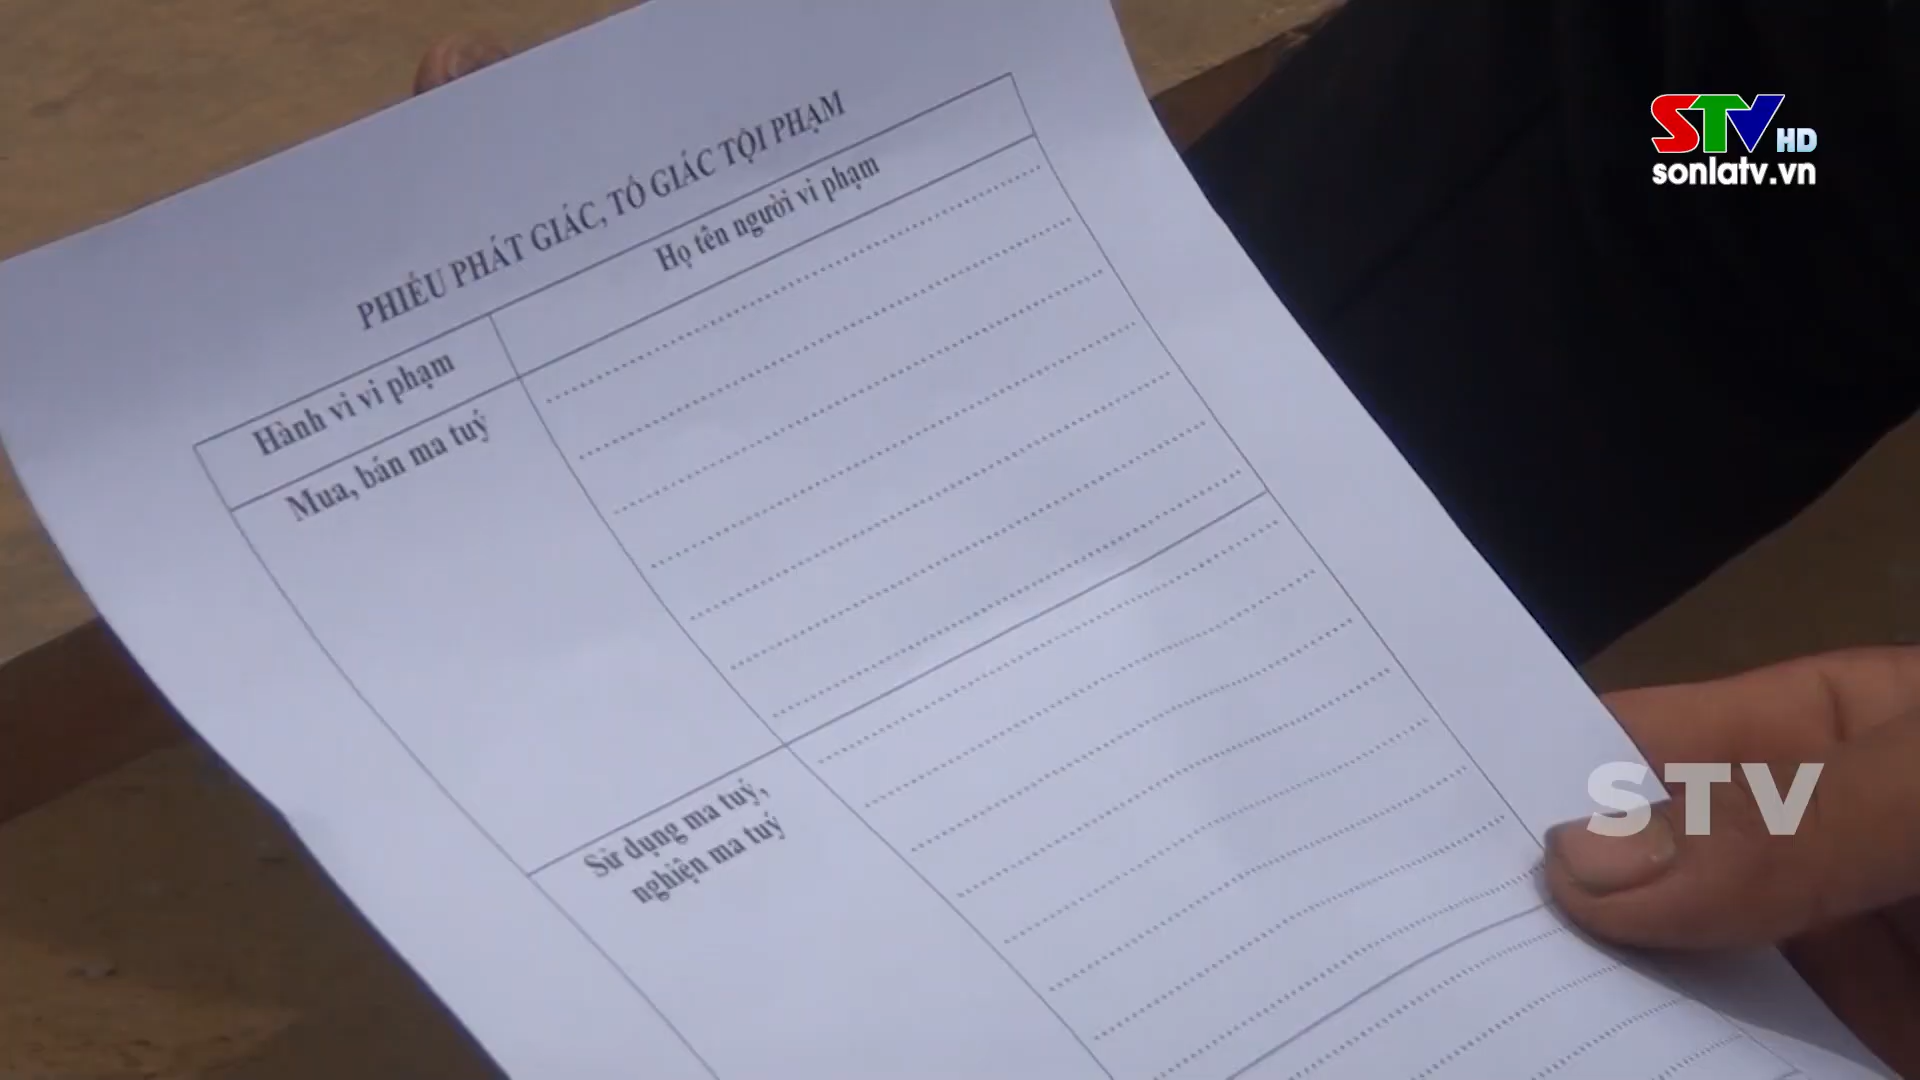 STV HD
sonlatv.vn
PHIẾU PHÁT GIÁC, TỐ GIÁC TỘI PHẠM
Hành vi vi phạm
Họ tên người vi phạm
Mua, bán ma tuý
Sử dụng ma tuý,
nghiện ma tuý
STV